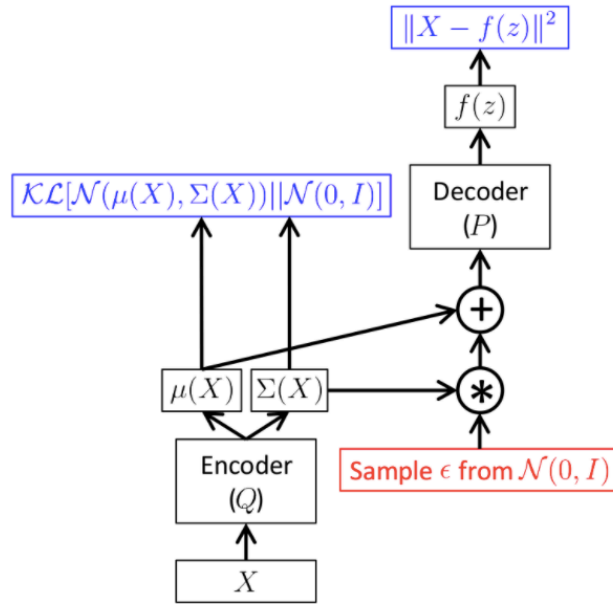 ‖X − f(z)‖²
f(z)
𝒦ℒ[𝒩(μ(X), Σ(X))||𝒩(0, I)]
Decoder
(P)
+
μ(X)
Σ(X)
*
Encoder
(Q)
Sample ϵ from 𝒩(0, I)
X